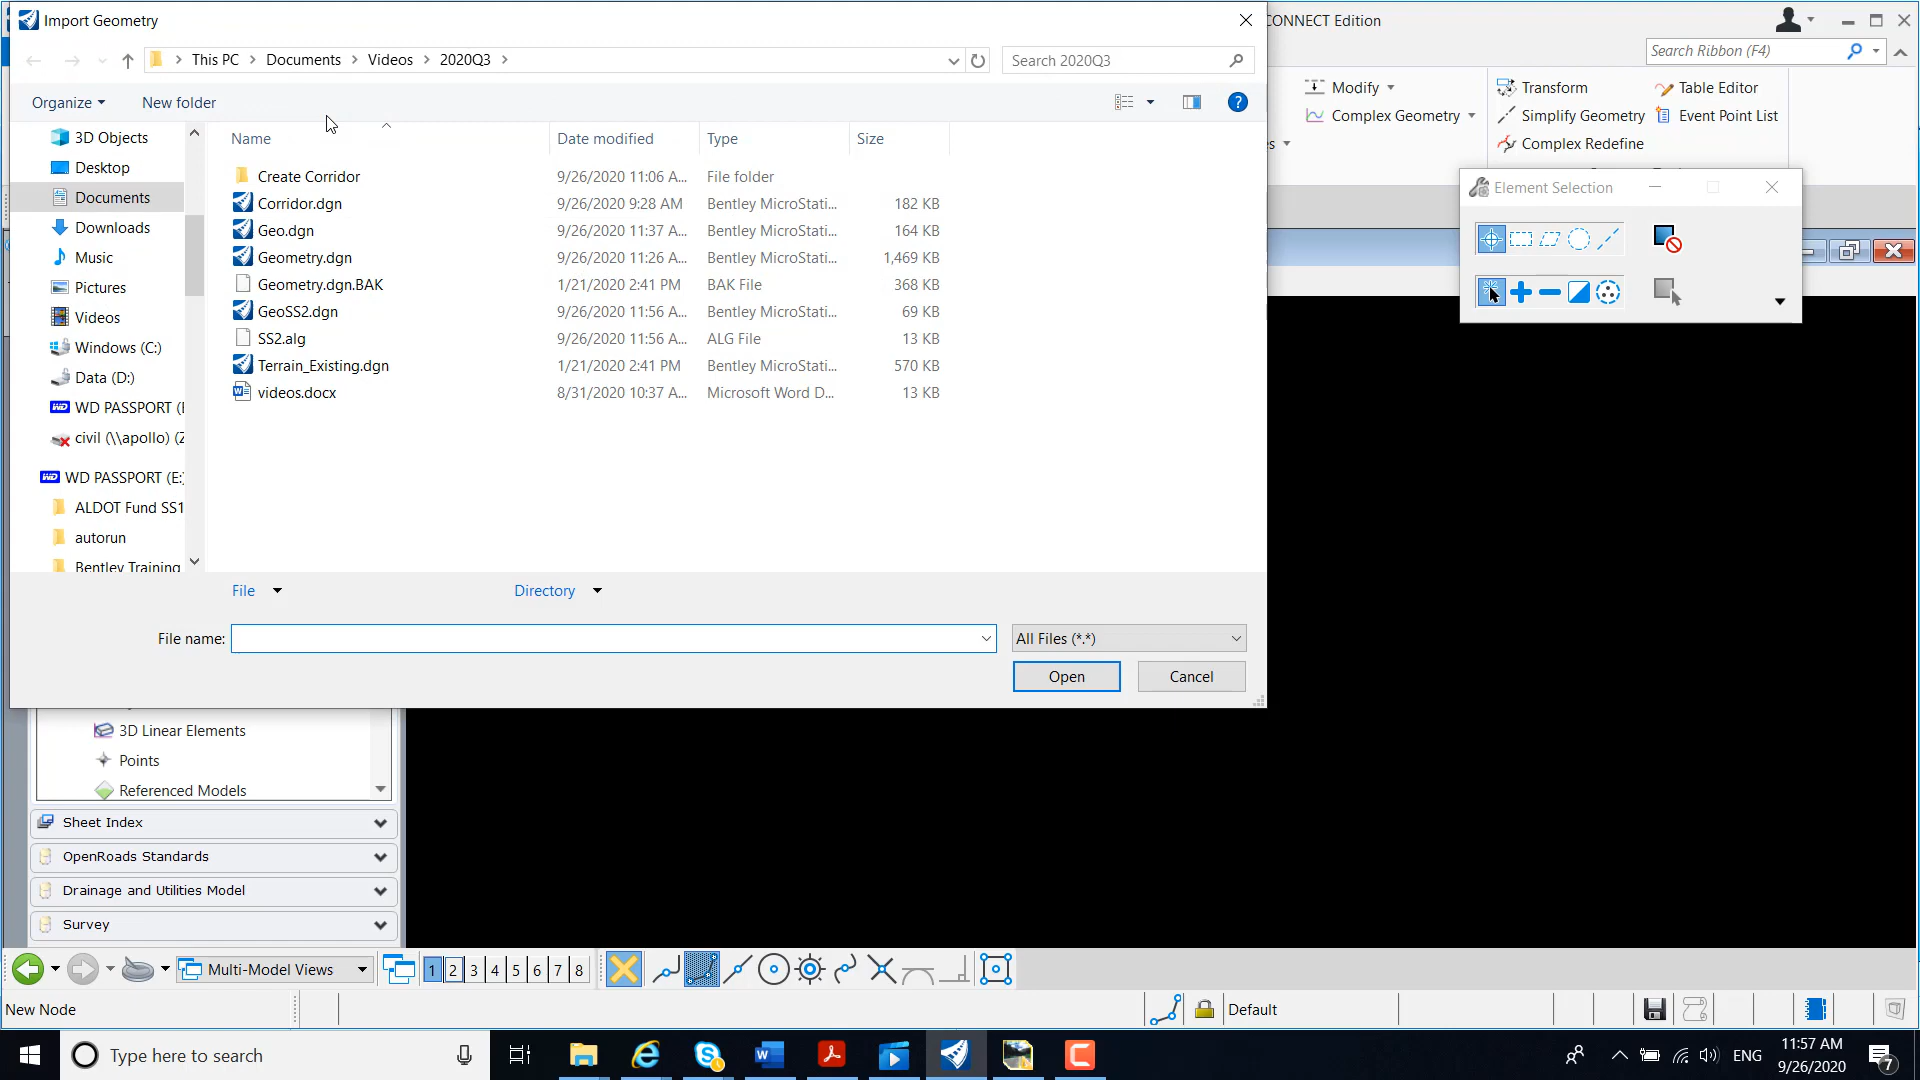 Import Geometry
CONNECT Edition
Search Ribbon (F4)
This PC > Documents > Videos > 2020Q3 >
Search 2020Q3
Organize
New folder
Modify
Complex Geometry
Transform
Simplify Geometry
Complex Redefine
Table Editor
Event Point List
Element Selection
3D Objects
Desktop
Documents
Downloads
Music
Pictures
Videos
Windows (C:)
Data (D:)
WD PASSPORT (
civil (\\apollo) (Z
WD PASSPORT (E:
ALDOT Fund SS1
autorun
Bentley Training
Name Date modified Type Size
Create Corridor 9/26/2020 11:06 A... File folder
Corridor.dgn 9/26/2020 9:28 AM Bentley MicroStati... 182 KB
Geo.dgn 9/26/2020 11:37 A... Bentley MicroStati... 164 KB
Geometry.dgn 9/26/2020 11:26 A... Bentley MicroStati... 1,469 KB
Geometry.dgn.BAK 1/21/2020 2:41 PM BAK File 368 KB
GeoSS2.dgn 9/26/2020 11:56 A... Bentley MicroStati... 69 KB
SS2.alg 9/26/2020 11:56 A... ALG File 13 KB
Terrain_Existing.dgn 1/21/2020 2:41 PM Bentley MicroStati... 570 KB
videos.docx 8/31/2020 10:37 A... Microsoft Word D... 13 KB
File
Directory
File name:
All Files (*.*)
Open
Cancel
3D Linear Elements
Points
Referenced Models
Sheet Index
OpenRoads Standards
Drainage and Utilities Model
Survey
Multi-Model Views
1 2 3 4 5 6 7 8
New Node
Default
Type here to search
ENG
11:57 AM
9/26/2020
7